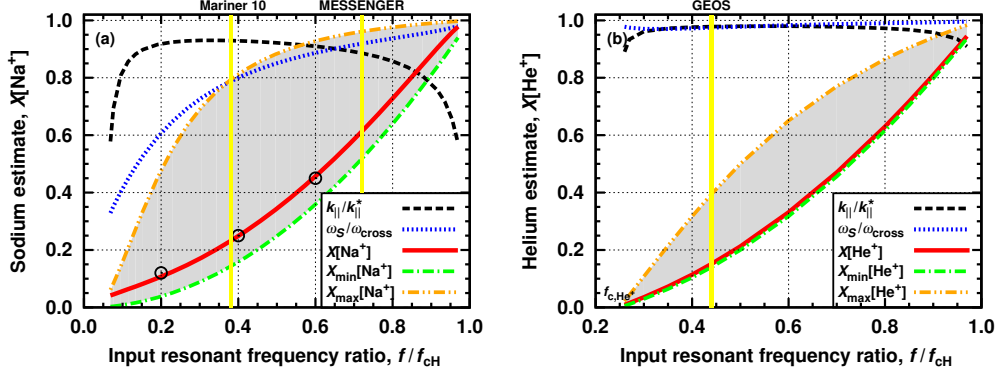 Mariner 10 MESSENGER
(a)
Sodium estimate, X[Na⁺]
1.0
0.8
0.6
0.4
0.2
0.0
k||/k||*
ωS/ωcross
X[Na⁺]
Xmin[Na⁺]
Xmax[Na⁺]
0.0 0.2 0.4 0.6 0.8 1.0
Input resonant frequency ratio, f / fcH
GEOS
(b)
Helium estimate, X[He⁺]
1.0
0.8
0.6
0.4
0.2
0.0
fc,He⁺
k||/k||*
ωS/ωcross
X[He⁺]
Xmin[He⁺]
Xmax[He⁺]
0.2 0.4 0.6 0.8 1.0
Input resonant frequency ratio, f / fcH